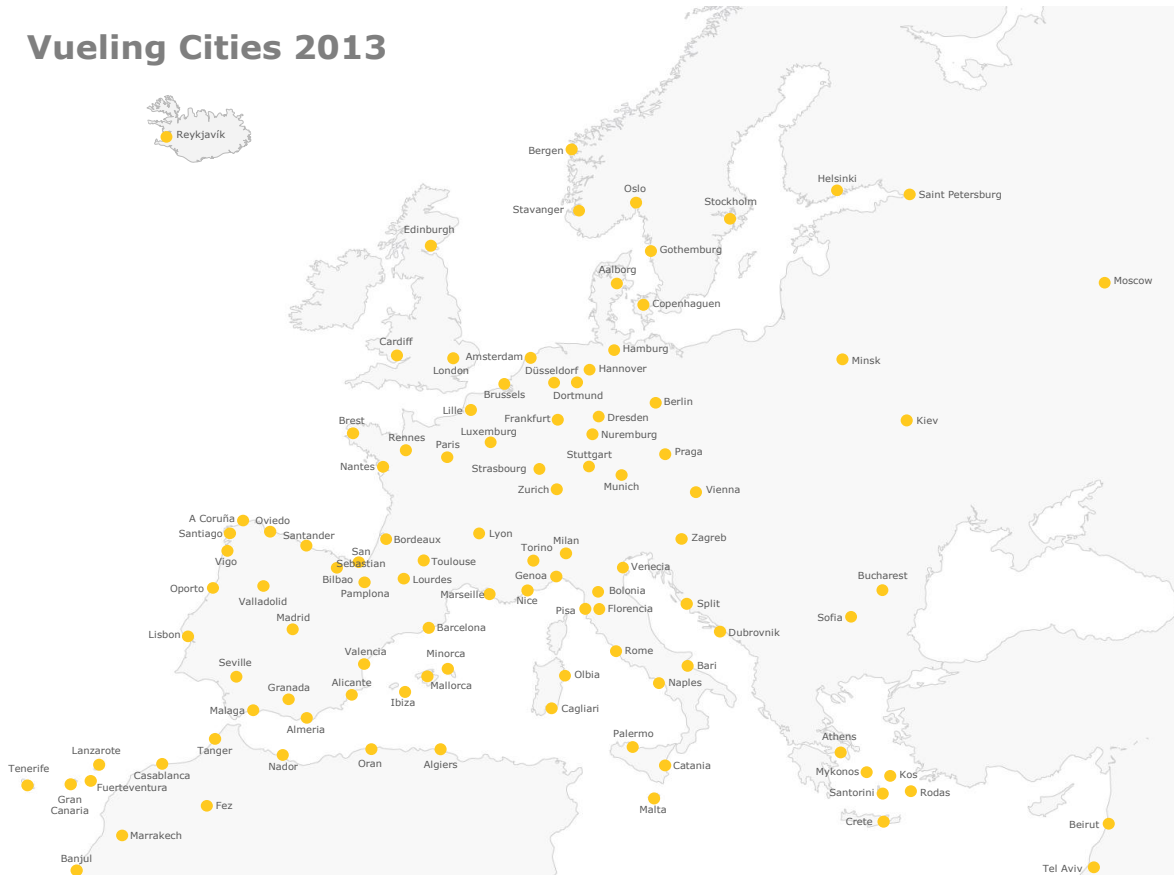 Vueling Cities 2013
Reykjavík
Bergen
Oslo
Helsinki
Stavanger
Stockholm
Saint Petersburg
Edinburgh
Gothemburg
Aalborg
Moscow
Copenhaguen
Cardiff
London
Amsterdam
Hamburg
Düsseldorf
Hannover
Minsk
Brussels
Dortmund
Lille
Berlin
Brest
Frankfurt
Dresden
Kiev
Rennes
Luxemburg
Nuremburg
Paris
Nantes
Strasbourg
Stuttgart
Praga
Zurich
Munich
Vienna
A Coruña
Oviedo
Santiago
Santander
Bordeaux
Lyon
Milan
Zagreb
Vigo
San
Sebastian
Toulouse
Torino
Venecia
Bilbao
Lourdes
Genoa
Bucharest
Oporto
Valladolid
Pamplona
Marseille
Nice
Bolonia
Pisa
Florencia
Split
Madrid
Sofia
Lisbon
Barcelona
Dubrovnik
Seville
Valencia
Minorca
Rome
Bari
Granada
Alicante
Mallorca
Olbia
Naples
Ibiza
Malaga
Almeria
Cagliari
Tanger
Palermo
Athens
Lanzarote
Casablanca
Nador
Oran
Algiers
Catania
Tenerife
Gran
Canaria
Fuerteventura
Mykonos
Kos
Santorini
Rodas
Fez
Malta
Marrakech
Crete
Beirut
Banjul
Tel Aviv